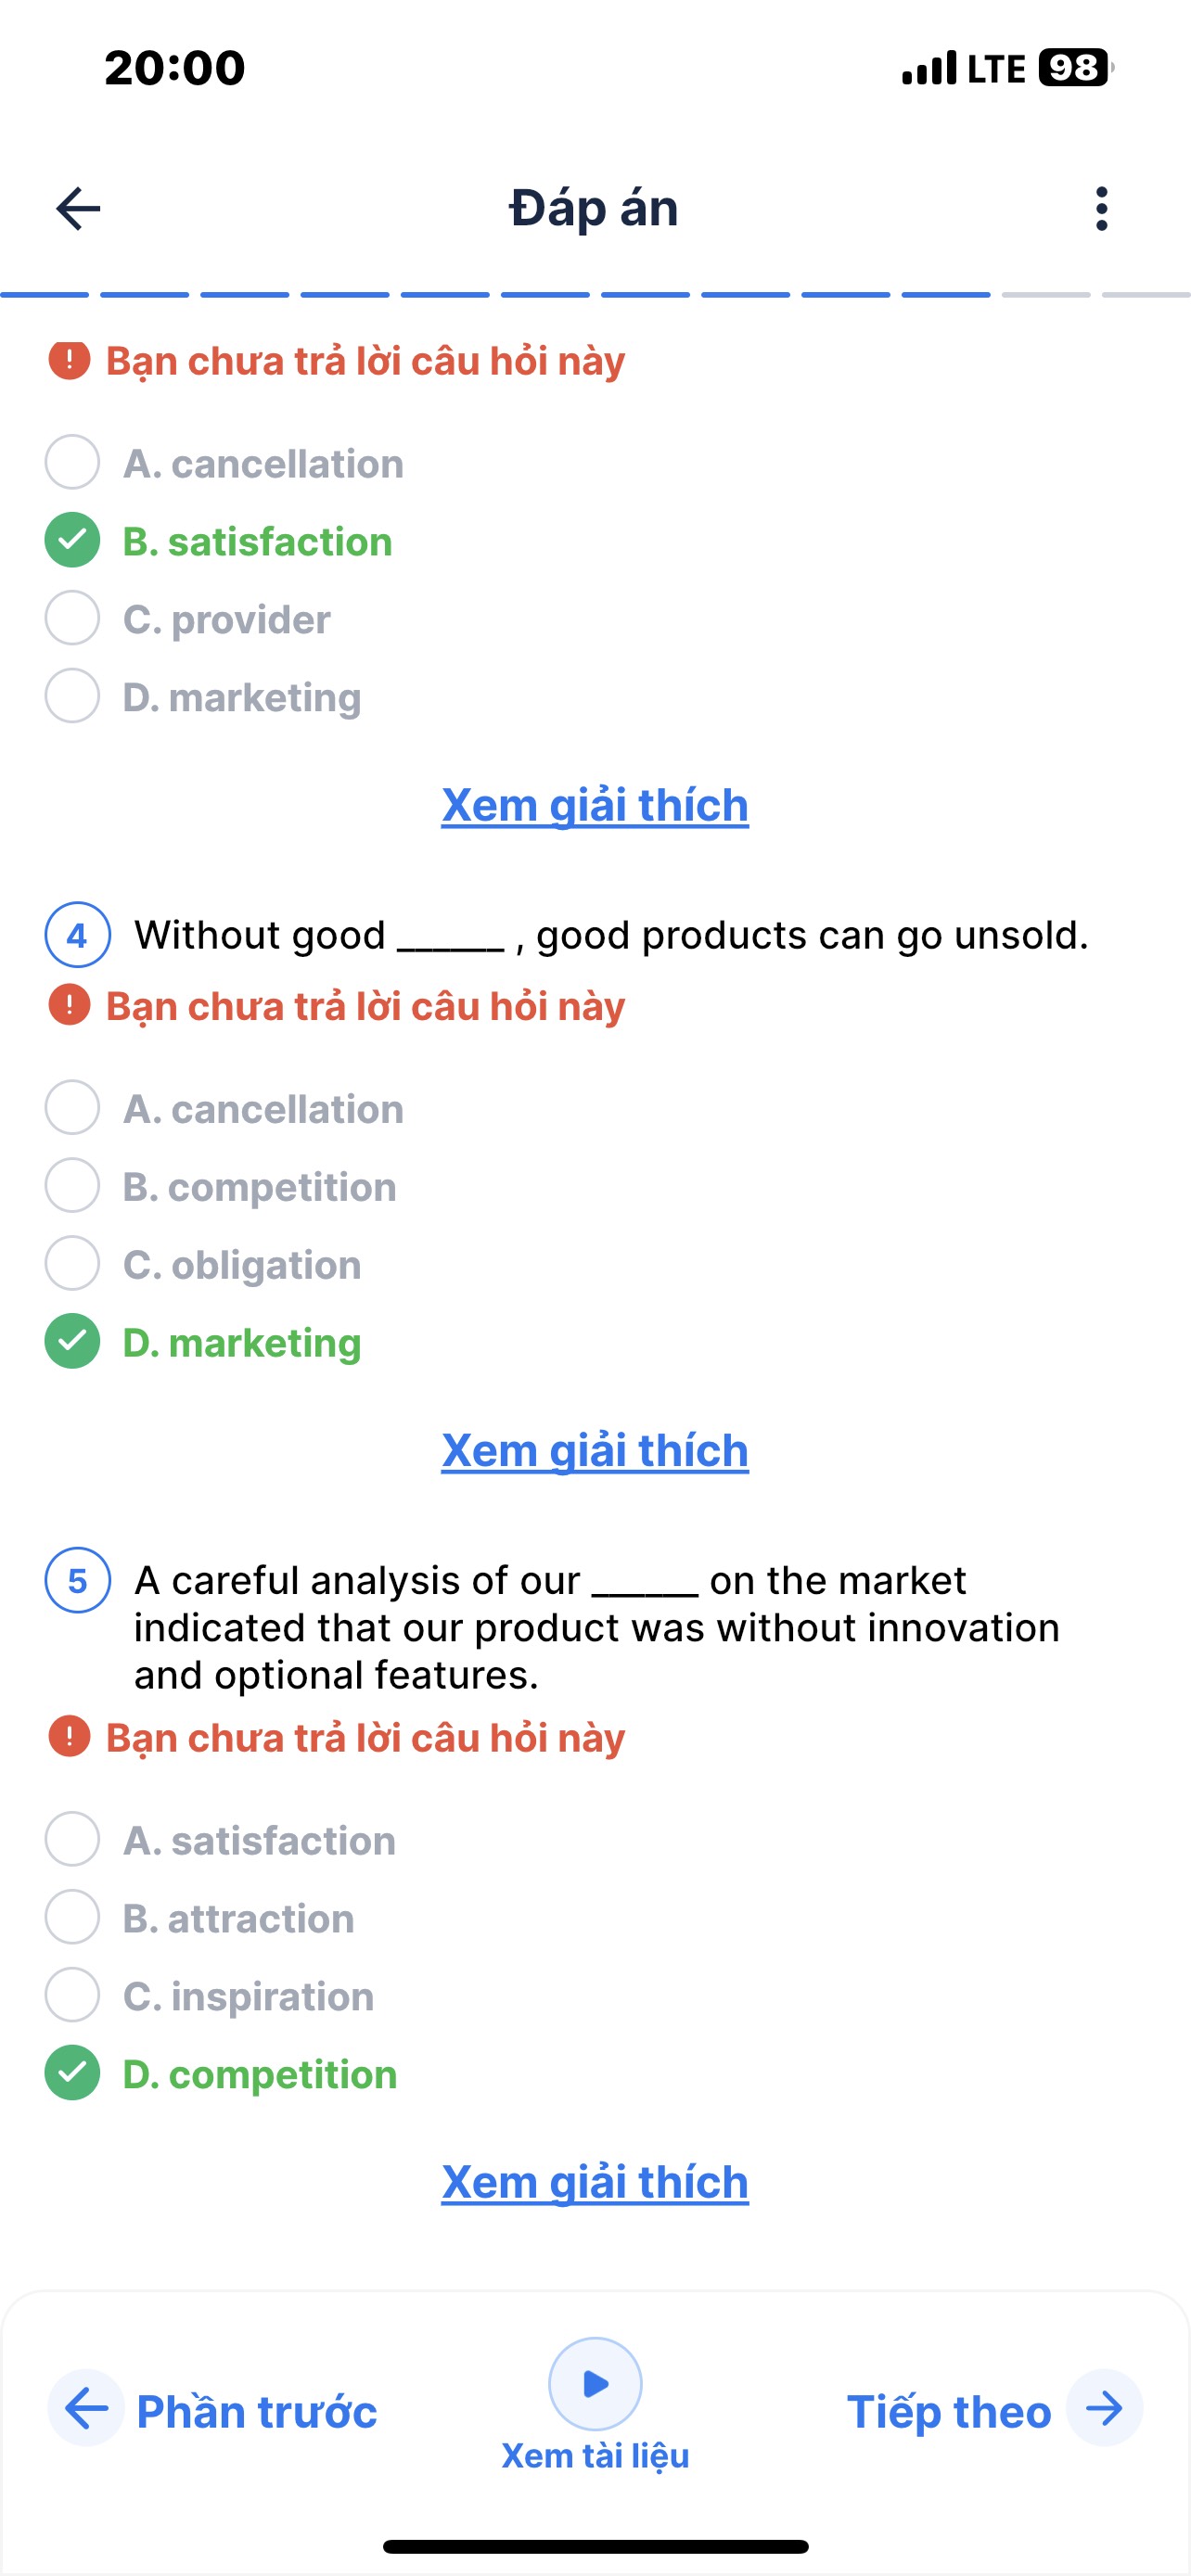 20:00
LTE 98
Đáp án
Bạn chưa trả lời câu hỏi này
A. cancellation
B. satisfaction
C. provider
D. marketing
Xem giải thích
4 Without good ______ , good products can go unsold.
Bạn chưa trả lời câu hỏi này
A. cancellation
B. competition
C. obligation
D. marketing
Xem giải thích
5 A careful analysis of our ______ on the market
indicated that our product was without innovation
and optional features.
Bạn chưa trả lời câu hỏi này
A. satisfaction
B. attraction
C. inspiration
D. competition
Xem giải thích
Phần trước
Tiếp theo
Xem tài liệu